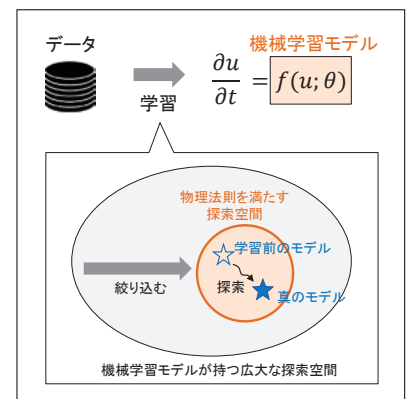 データ
機械学習モデル
学習
∂u/∂t = f(u; θ)
物理法則を満たす
探索空間
学習前のモデル
探索
真のモデル
絞り込む
機械学習モデルが持つ広大な探索空間